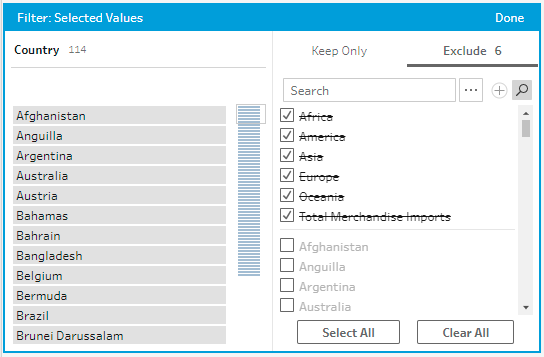 Filter: Selected Values Done
Country 114
Keep Only Exclude 6
Search ...
Afghanistan
Anguilla
Argentina
Australia
Austria
Bahamas
Bahrain
Bangladesh
Belgium
Bermuda
Brazil
Brunei Darussalam
Africa
America
Asia
Europe
Oceania
Total Merchandise Imports
Afghanistan
Anguilla
Argentina
Australia
Select All Clear All